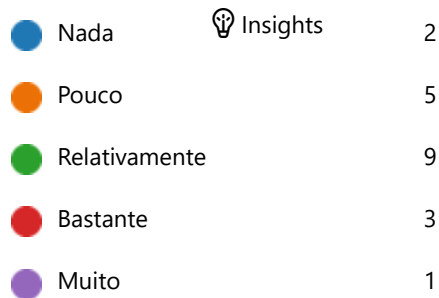 Insights
Nada 2
Pouco 5
Relativamente 9
Bastante 3
Muito 1